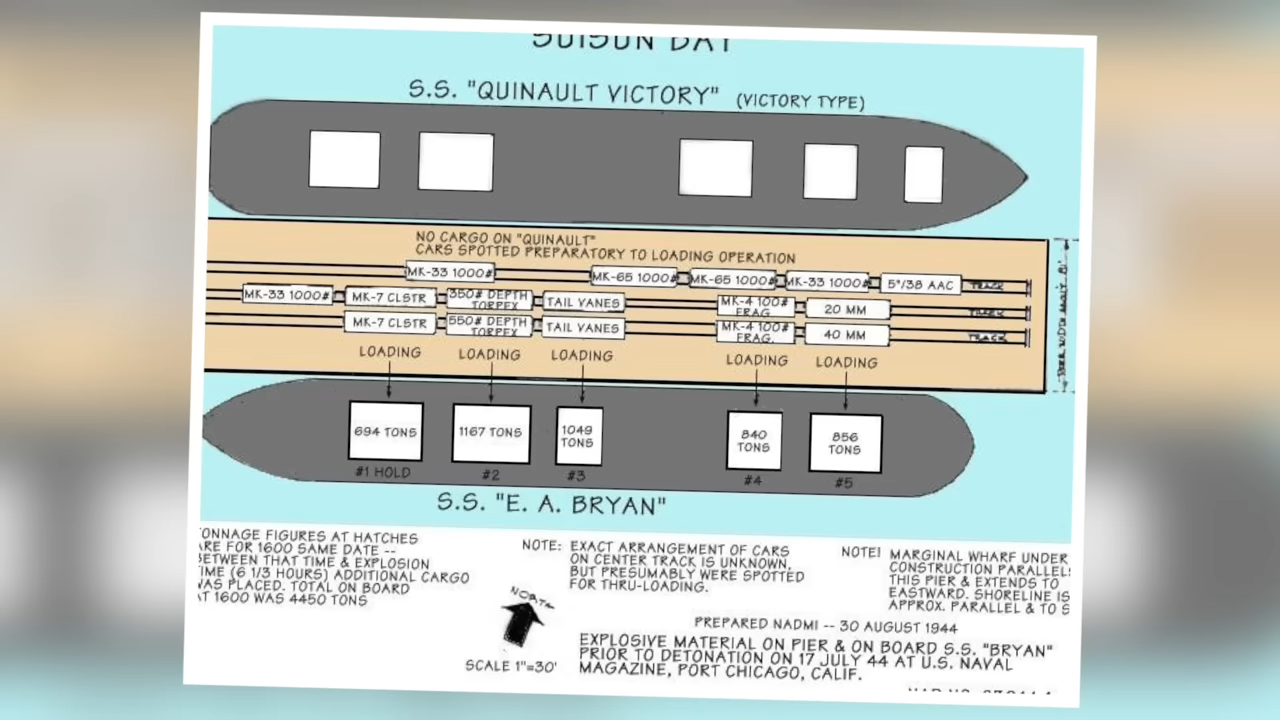 SUISUN BAY
S.S. "QUINAULT VICTORY" (VICTORY TYPE)
NO CARGO ON "QUINAULT"
CARS SPOTTED PREPARATORY TO LOADING OPERATION
MK-33 1000# MK-65 1000# MK-65 1000# MK-33 1000# 5"/38 AAC TRACK
MK-33 1000# MK-7 CLSTR 350# DEPTH TORPEX TAIL VANES MK-4 100# FRAG. 20 MM TRACK
MK-7 CLSTR 550# DEPTH TORPEX TAIL VANES MK-4 100# FRAG. 40 MM TRACK
LOADING LOADING LOADING LOADING LOADING
694 TONS 1167 TONS 1049 TONS 840 TONS 856 TONS
#1 HOLD #2 #3 #4 #5
S.S. "E. A. BRYAN"
ONNAGE FIGURES AT HATCHES
ARE FOR 1600 SAME DATE --
BETWEEN THAT TIME & EXPLOSION
TIME (6 1/3 HOURS) ADDITIONAL CARGO
WAS PLACED. TOTAL ON BOARD
AT 1600 WAS 4450 TONS
NOTE: EXACT ARRANGEMENT OF CARS
ON CENTER TRACK IS UNKNOWN,
BUT PRESUMABLY WERE SPOTTED
FOR THRU-LOADING.
NOTE! MARGINAL WHARF UNDER
CONSTRUCTION PARALLELS
THIS PIER & EXTENDS TO
EASTWARD. SHORELINE IS
APPROX. PARALLEL & TO S
NORTH
SCALE 1"=30'
PREPARED NADMI -- 30 AUGUST 1944
EXPLOSIVE MATERIAL ON PIER & ON BOARD S.S. "BRYAN"
PRIOR TO DETONATION ON 17 JULY 44 AT U.S. NAVAL
MAGAZINE, PORT CHICAGO, CALIF.